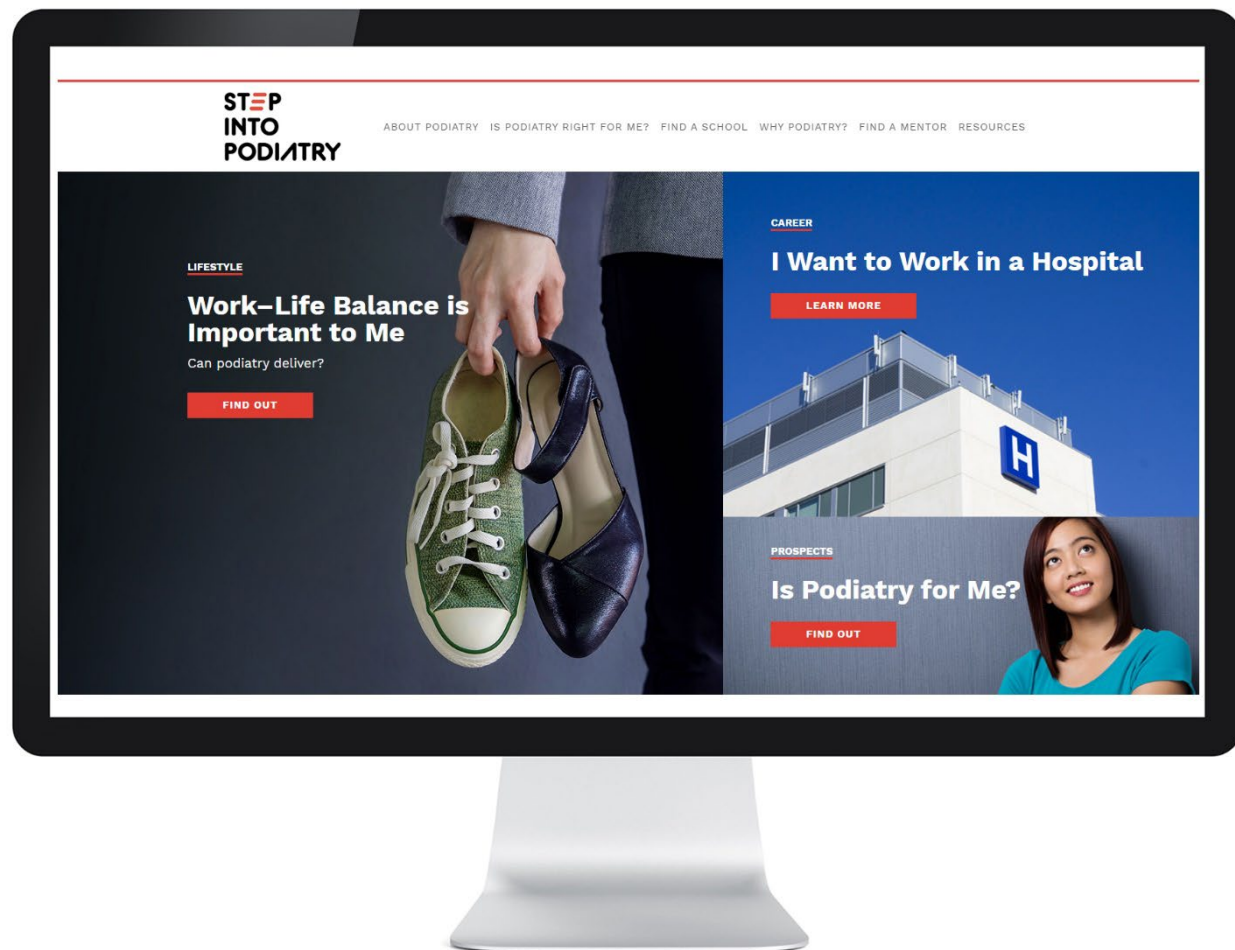 STEP
INTO
PODIATRY
ABOUT PODIATRY IS PODIATRY RIGHT FOR ME? FIND A SCHOOL WHY PODIATRY? FIND A MENTOR RESOURCES
LIFESTYLE
Work–Life Balance is
Important to Me
Can podiatry deliver?
FIND OUT
CAREER
I Want to Work in a Hospital
LEARN MORE
H
PROSPECTS
Is Podiatry for Me?
FIND OUT